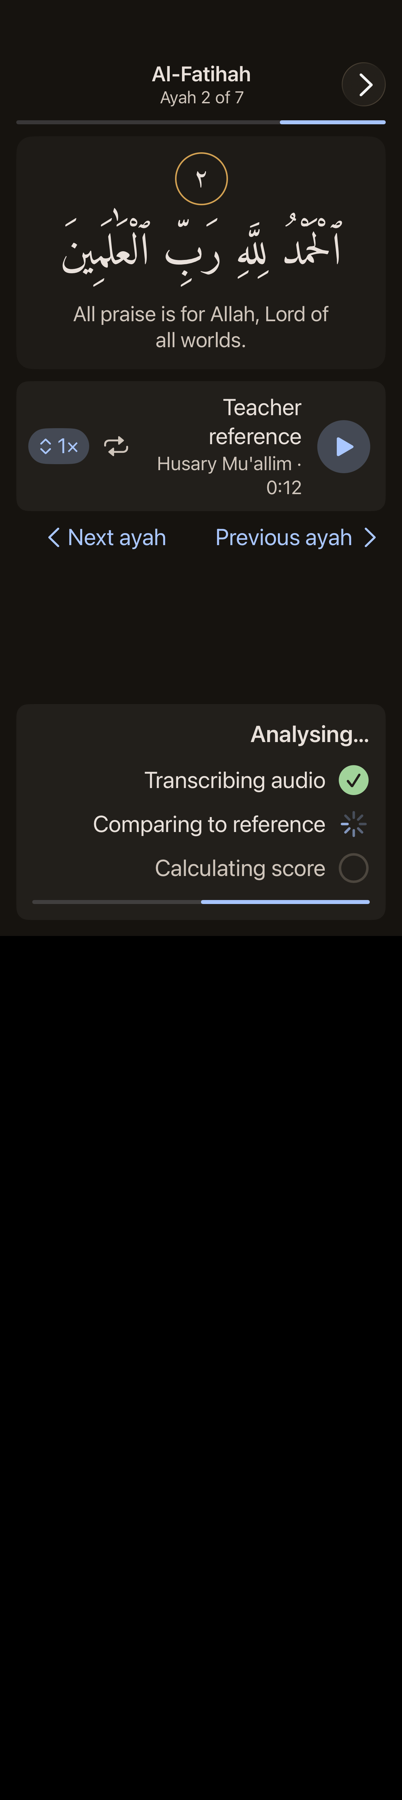 Al-Fatihah
Ayah 2 of 7
٢
ٱلْحَمْدُ لِلَّهِ رَبِّ ٱلْعَٰلَمِينَ
All praise is for Allah, Lord of
all worlds.
Teacher
reference
Husary Mu'allim ·
0:12
1×
Previous ayah
Next ayah
Analysing...
Transcribing audio
Comparing to reference
Calculating score